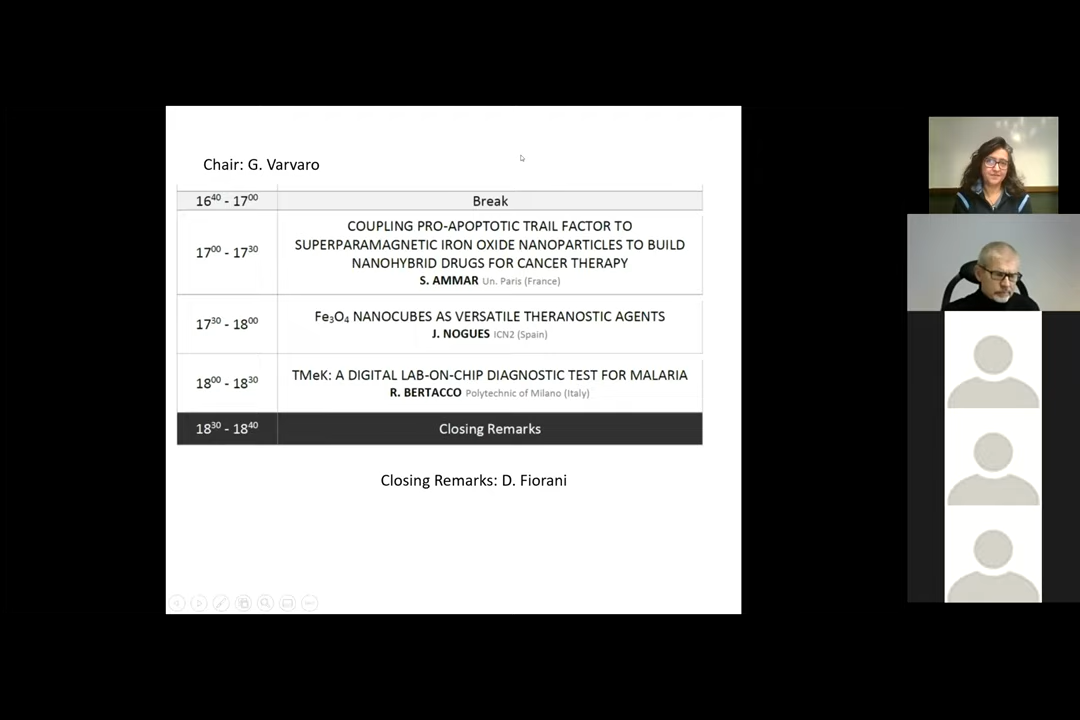 Chair: G. Varvaro
16⁴⁰ - 17⁰⁰ Break
COUPLING PRO-APOPTOTIC TRAIL FACTOR TO
17⁰⁰ - 17³⁰ SUPERPARAMAGNETIC IRON OXIDE NANOPARTICLES TO BUILD
NANOHYBRID DRUGS FOR CANCER THERAPY
S. AMMAR Un. Paris (France)
17³⁰ - 18⁰⁰ Fe₃O₄ NANOCUBES AS VERSATILE THERANOSTIC AGENTS
J. NOGUES ICN2 (Spain)
18⁰⁰ - 18³⁰ TMeK: A DIGITAL LAB-ON-CHIP DIAGNOSTIC TEST FOR MALARIA
R. BERTACCO Polytechnic of Milano (Italy)
18³⁰ - 18⁴⁰ Closing Remarks
Closing Remarks: D. Fiorani